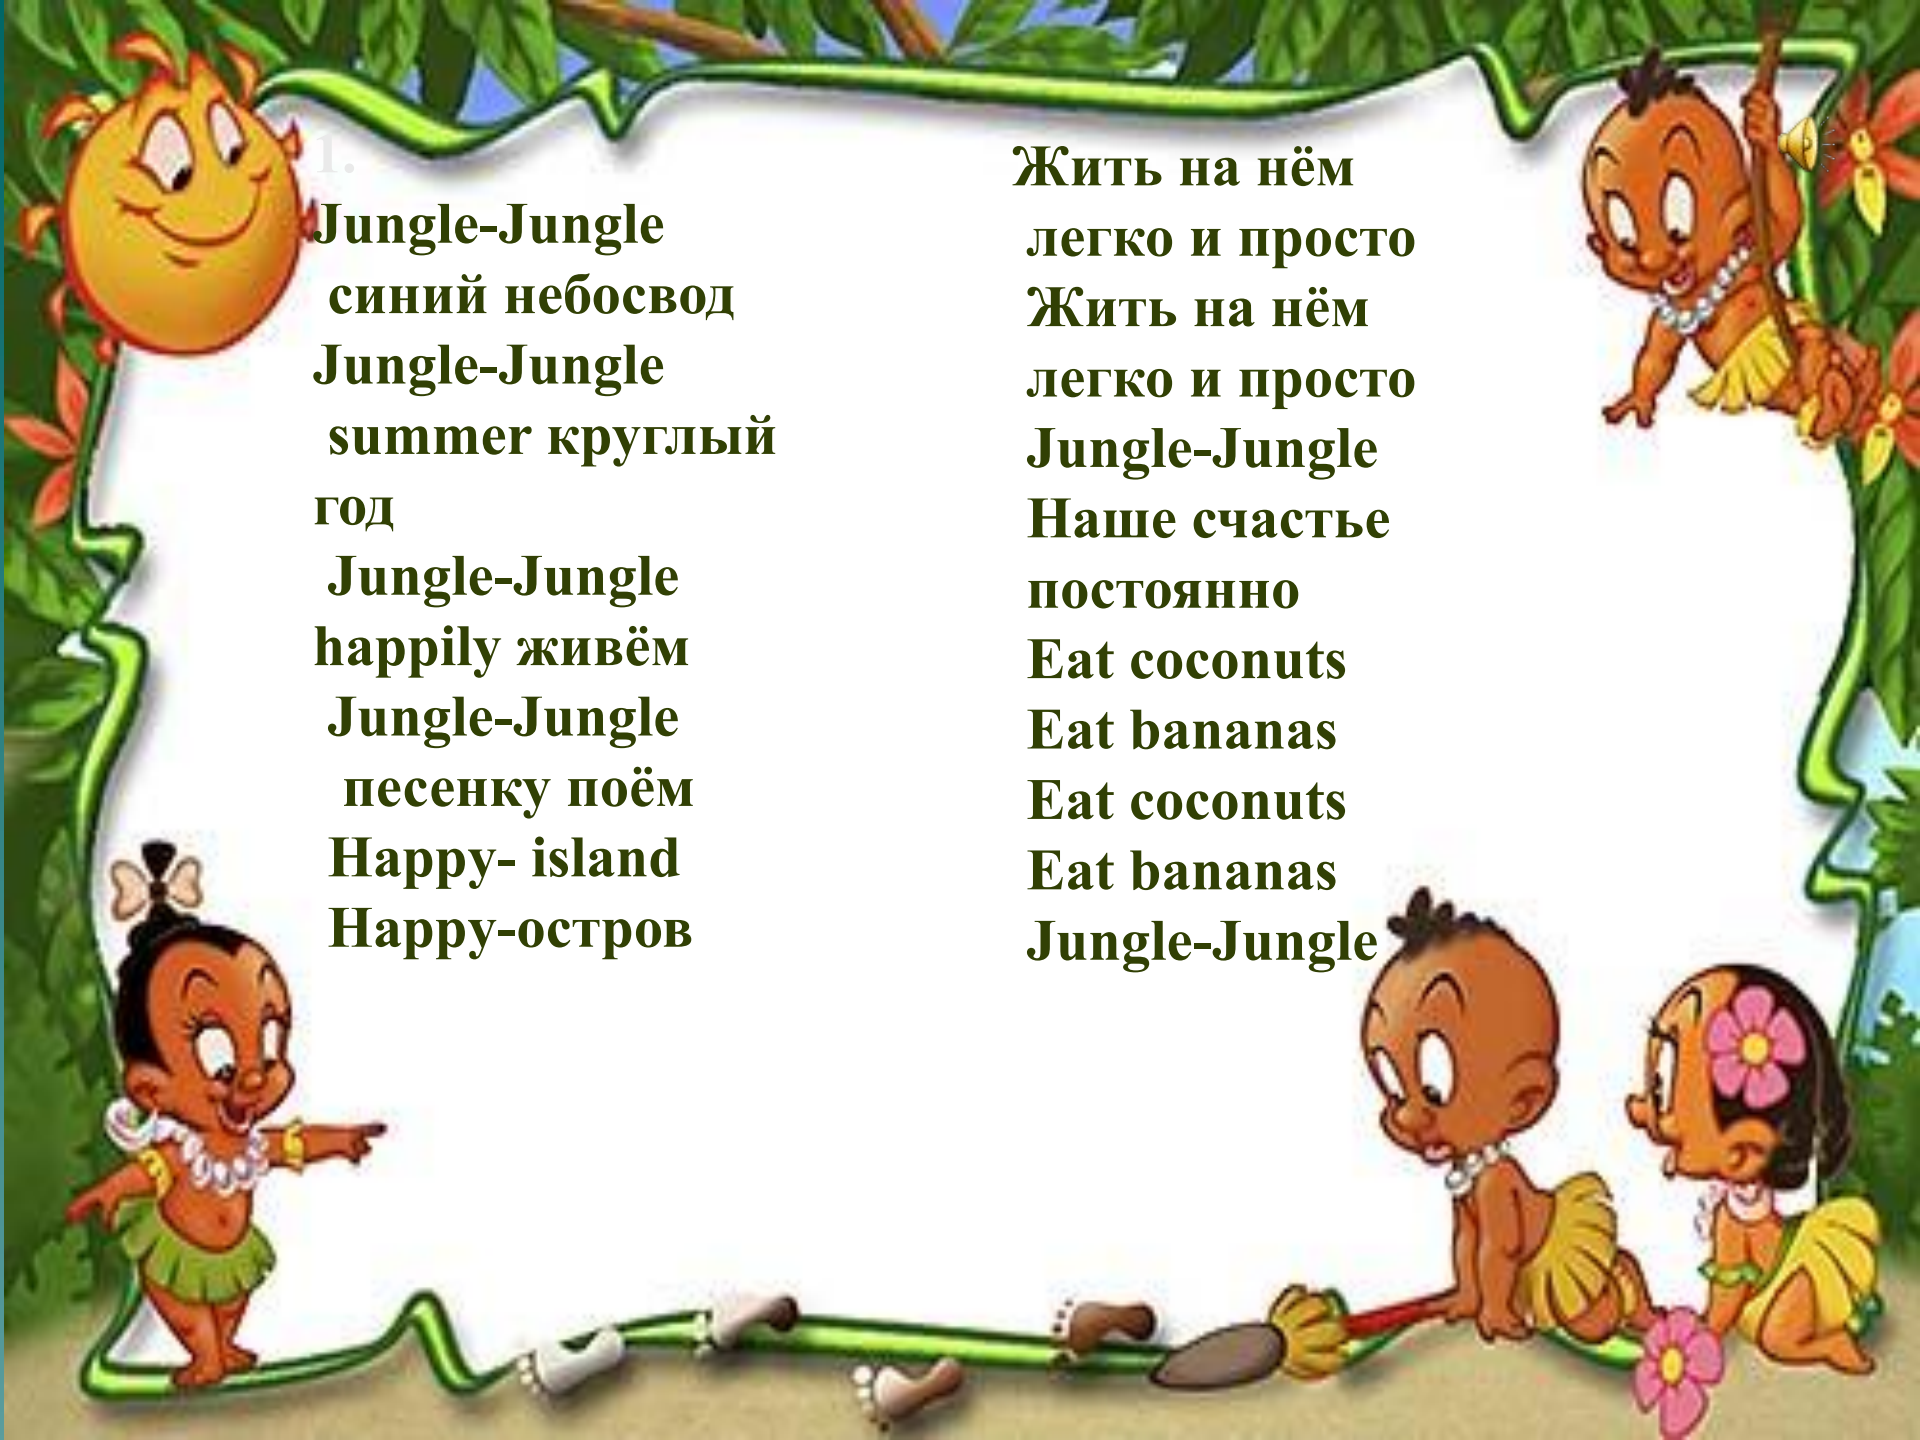 1.
Jungle-Jungle
синий небосвод
Jungle-Jungle
summer круглый
год
Jungle-Jungle
happily живём
Jungle-Jungle
песенку поём
Happy- island
Happy-остров
Жить на нём
легко и просто
Жить на нём
легко и просто
Jungle-Jungle
Наше счастье
постоянно
Eat coconuts
Eat bananas
Eat coconuts
Eat bananas
Jungle-Jungle